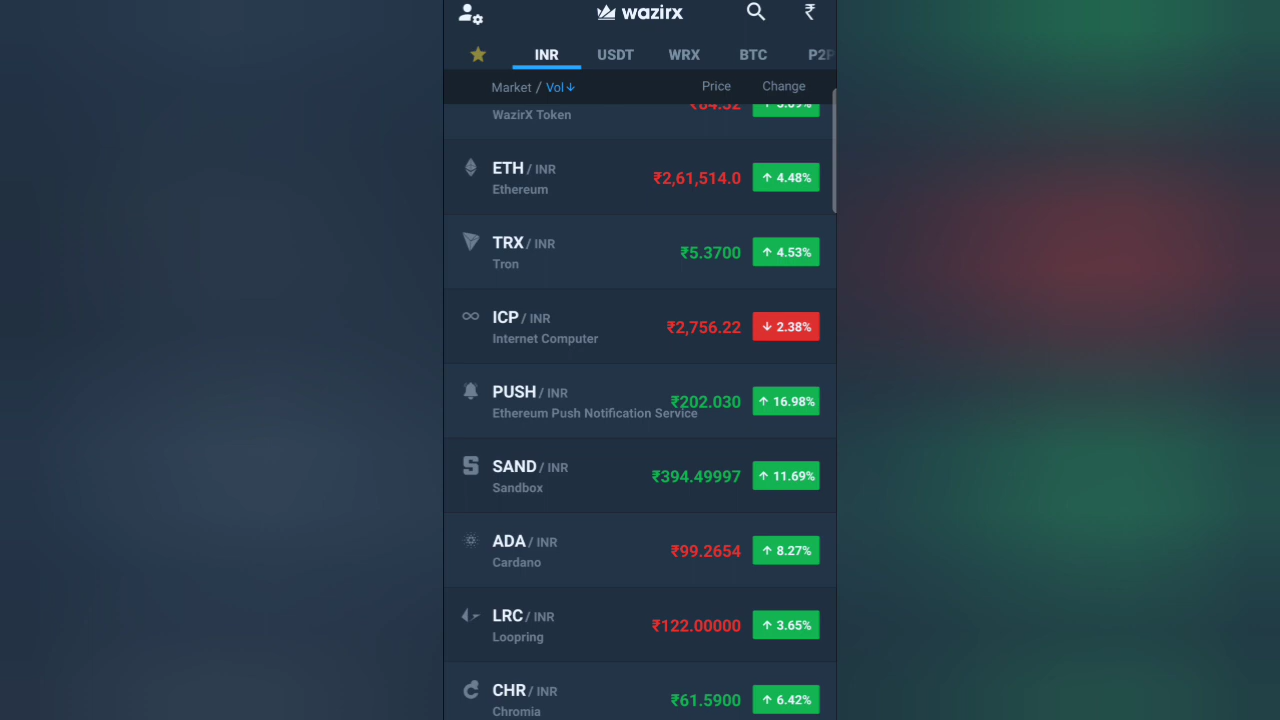 wazirx ₹
INR USDT WRX BTC P2P
Market / Vol↓ Price Change
WazirX Token
ETH / INR ₹2,61,514.0 ↑ 4.48%
Ethereum
TRX / INR ₹5.3700 ↑ 4.53%
Tron
ICP / INR ₹2,756.22 ↓ 2.38%
Internet Computer
PUSH / INR ₹202.030 ↑ 16.98%
Ethereum Push Notification Service
SAND / INR ₹394.49997 ↑ 11.69%
Sandbox
ADA / INR ₹99.2654 ↑ 8.27%
Cardano
LRC / INR ₹122.00000 ↑ 3.65%
Loopring
CHR / INR ₹61.5900 ↑ 6.42%
Chromia